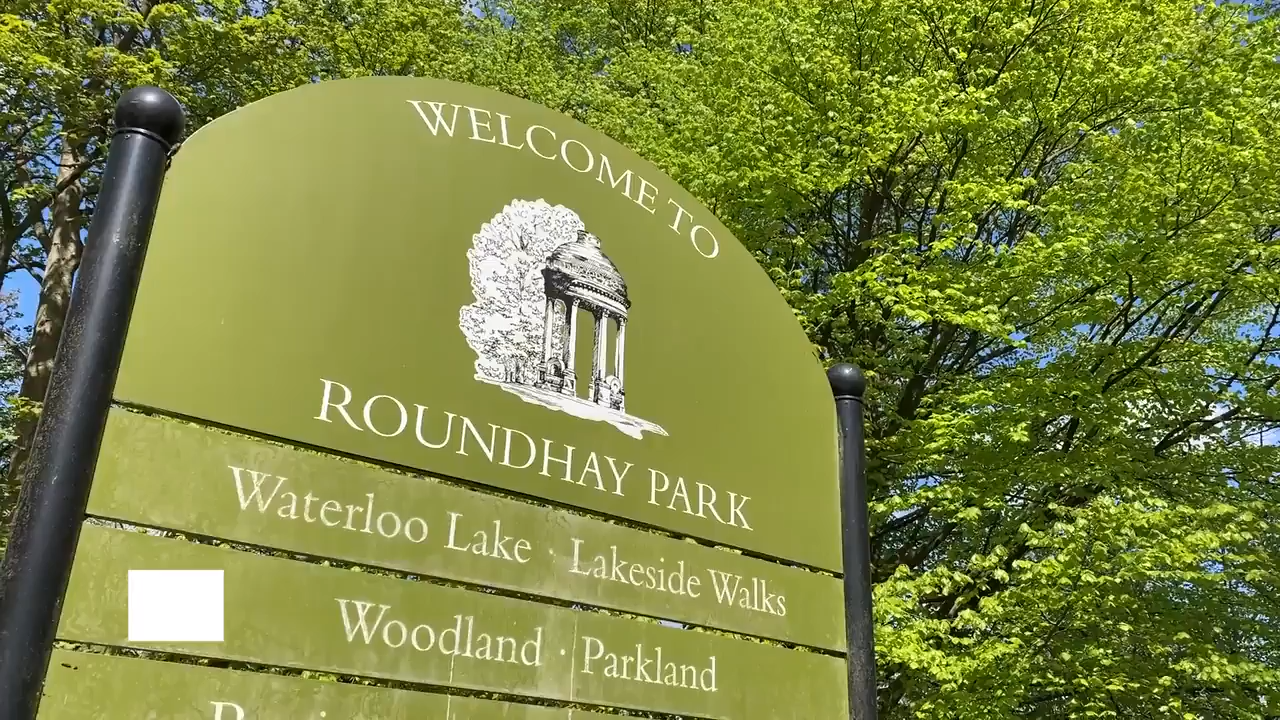 WELCOME TO
ROUNDHAY PARK
Waterloo Lake · Lakeside Walks
Woodland · Parkland